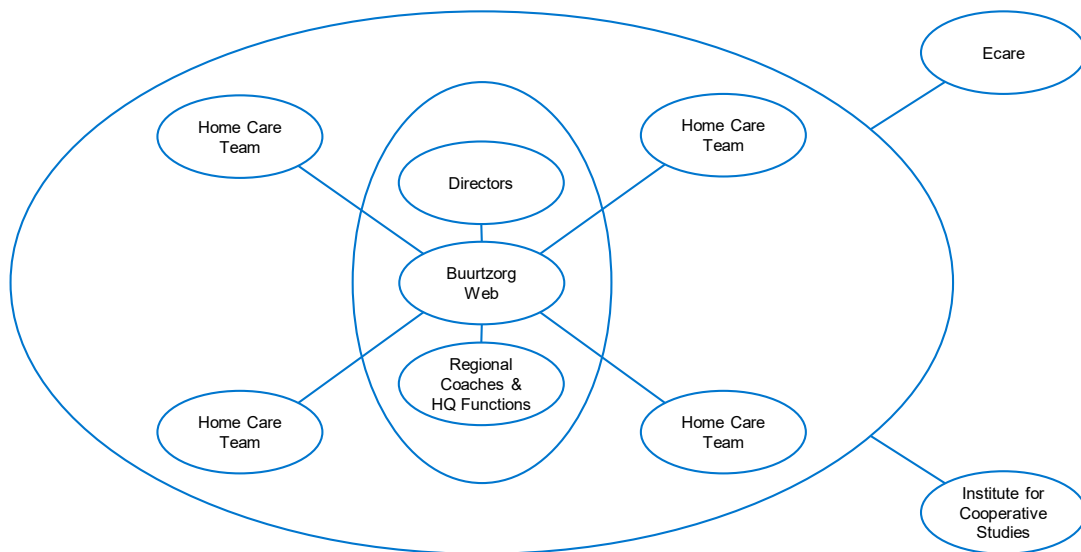 Ecare
Home Care
Team
Home Care
Team
Directors
Buurtzorg
Web
Regional
Coaches &
HQ Functions
Home Care
Team
Home Care
Team
Institute for
Cooperative
Studies